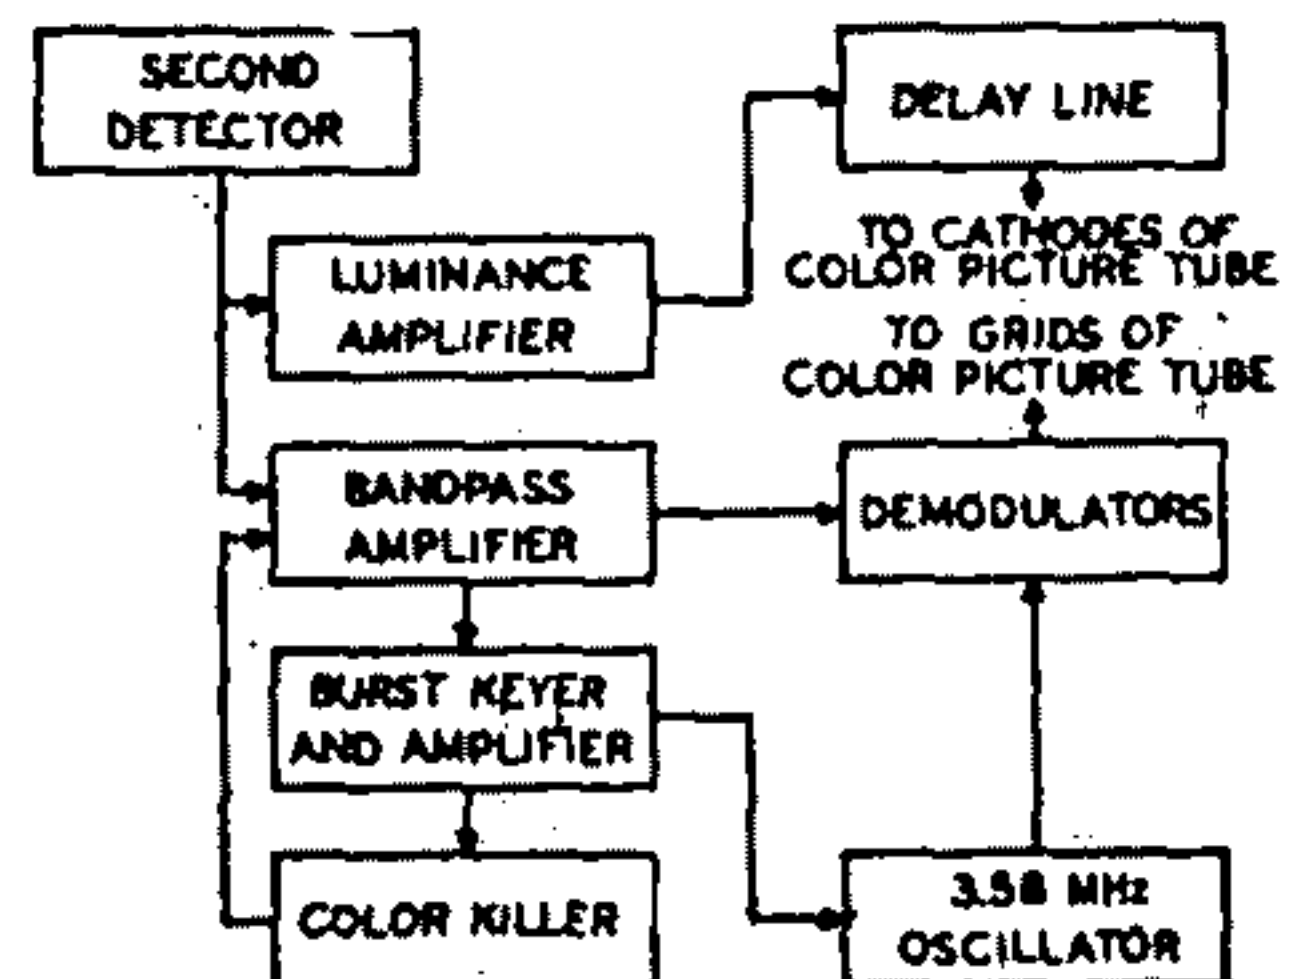 SECOND
DETECTOR
DELAY LINE
TO CATHODES OF
COLOR PICTURE TUBE
LUMINANCE
AMPLIFIER
TO GRIDS OF
COLOR PICTURE TUBE
BANDPASS
AMPLIFIER
DEMODULATORS
BURST KEYER
AND AMPLIFIER
COLOR KILLER
3.58 MHz
OSCILLATOR